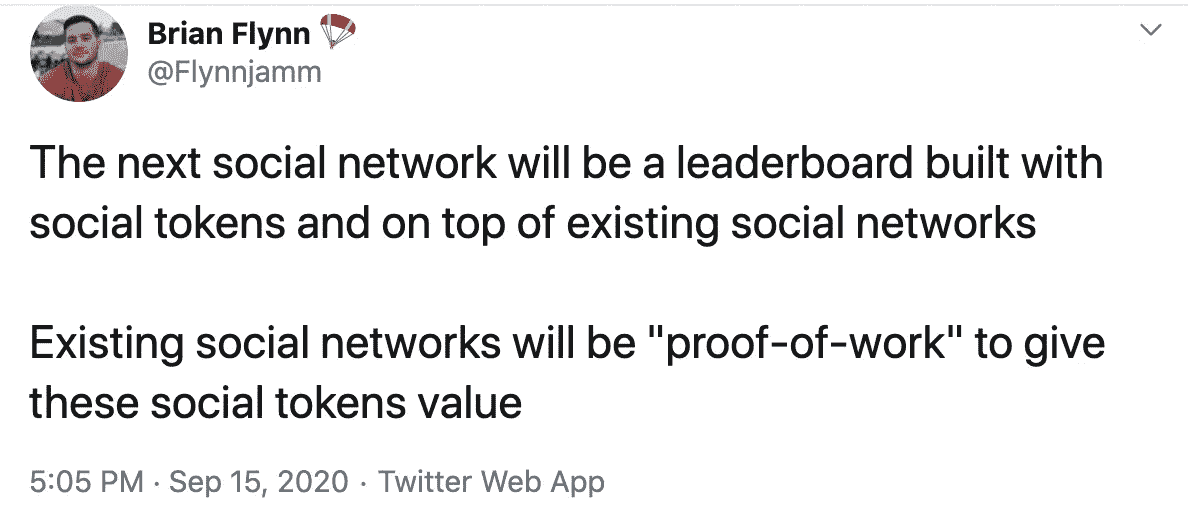 Brian Flynn
@Flynnjamm
The next social network will be a leaderboard built with
social tokens and on top of existing social networks
Existing social networks will be "proof-of-work" to give
these social tokens value
5:05 PM · Sep 15, 2020 · Twitter Web App